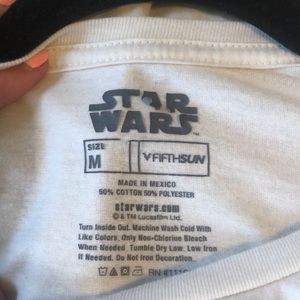 STAR
WARS
SIZE
M
FIFTHSUN
MADE IN MEXICO
50% COTTON 50% POLYESTER
starwars.com
© & TM Lucasfilm Ltd.
Turn Inside Out. Machine Wash Cold With
Like Colors, Only Non-Chlorine Bleach
When Needed Tumble Dry Low, Low Iron
If Needed. Do Not Iron Decoration.
RN #111